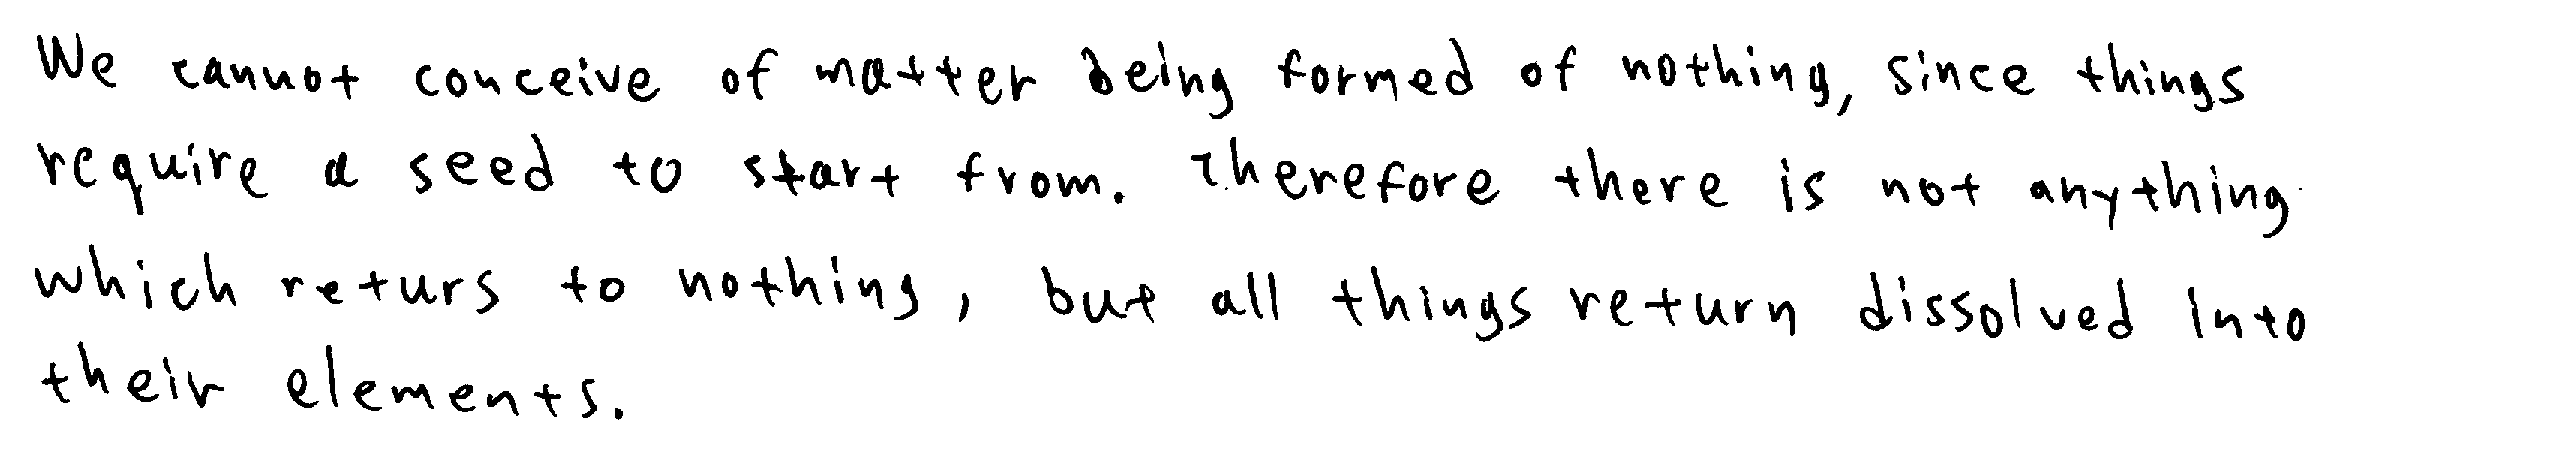 We cannot conceive of matter being formed of nothing, since things
require a seed to start from. Therefore there is not anything
which returs to nothing, but all things return dissolved into
their elements.